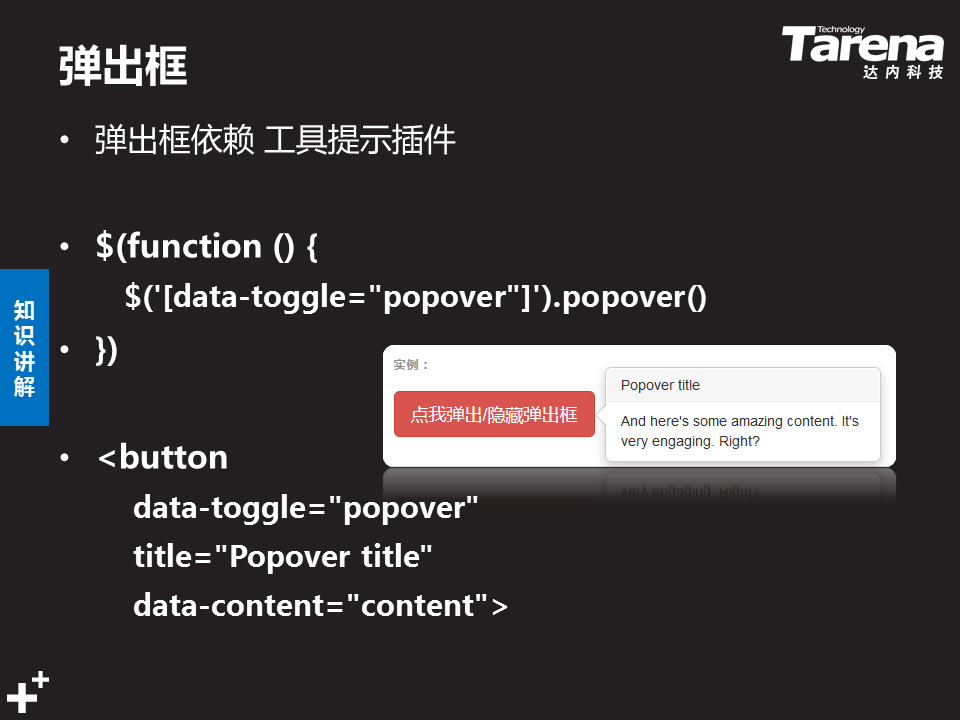 弹出框
Technology
Tarena
达内科技
• 弹出框依赖 工具提示插件
• $(function () {
$('[data-toggle="popover"]').popover()
• })
知识讲解
实例：
点我弹出/隐藏弹出框
Popover title
And here's some amazing content. It's
very engaging. Right?
• <button
data-toggle="popover"
title="Popover title"
data-content="content">